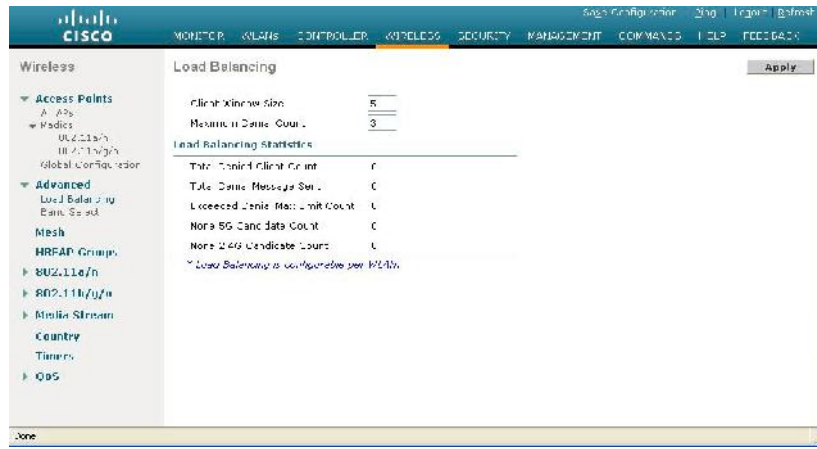 Save Configuration | Ping | Logout | Refresh
CISCO
MONITOR WLANs CONTROLLER WIRELESS SECURITY MANAGEMENT COMMANDS HELP FEEDBACK
Wireless
Load Balancing
Apply
Access Points
All APs
Radios
802.11a/n
802.11b/g/n
Global Configuration
Advanced
Load Balancing
Band Select
Mesh
HREAP Groups
802.11a/n
802.11b/g/n
Media Stream
Country
Timers
QoS
Client Window Size 5
Maximum Denial Count 3
Load Balancing Statistics
Total Denied Client Count 0
Total Denial Message Sent 0
Exceeded Denial Max Limit Count 0
None 5G Candidate Count 0
None 2.4G Candidate Count 0
* Load Balancing is configurable per WLAN.
Done